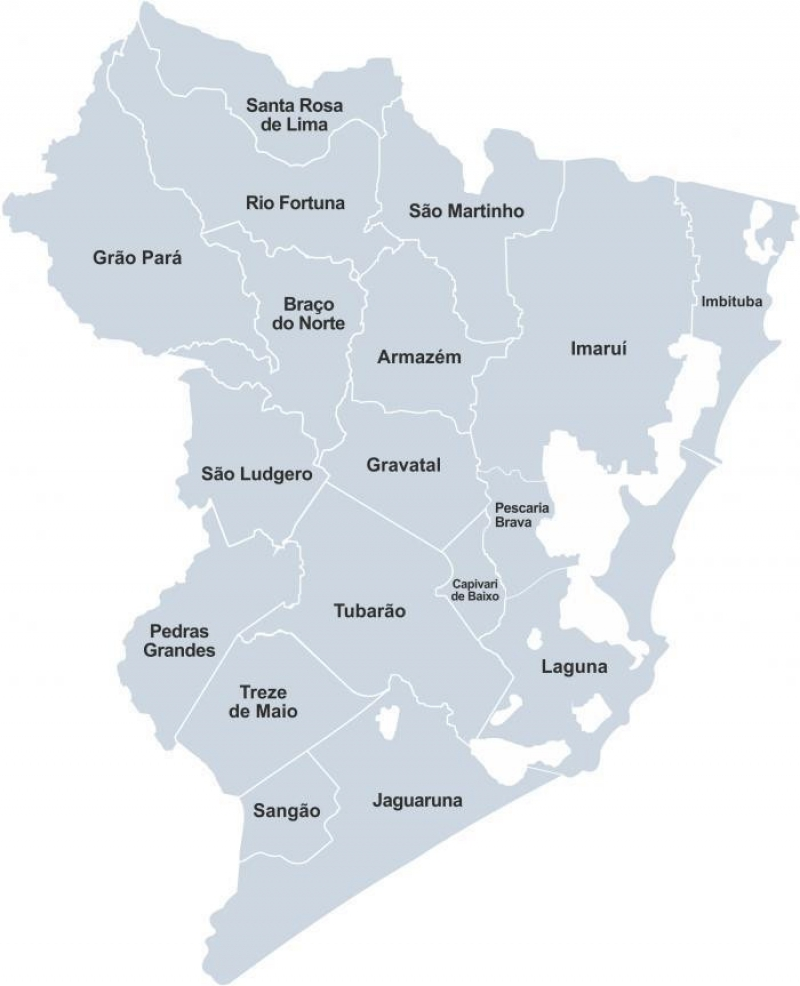 Santa Rosa
de Lima
Rio Fortuna
São Martinho
Grão Pará
Imbituba
Braço
do Norte
Imaruí
Armazém
Gravatal
São Ludgero
Pescaria
Brava
Capivari
de Baixo
Tubarão
Pedras
Grandes
Laguna
Treze
de Maio
Jaguaruna
Sangão